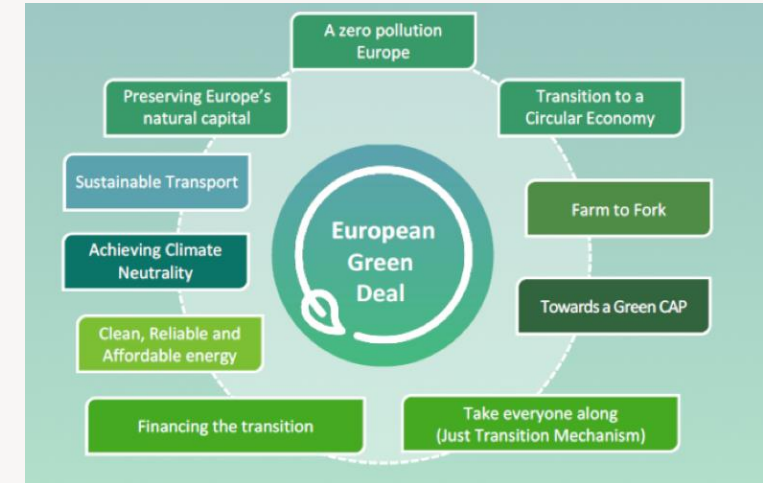 A zero pollution
Europe
Preserving Europe's
natural capital
Transition to a
Circular Economy
Sustainable Transport
Farm to Fork
European
Green
Deal
Achieving Climate
Neutrality
Towards a Green CAP
Clean, Reliable and
Affordable energy
Financing the transition
Take everyone along
(Just Transition Mechanism)